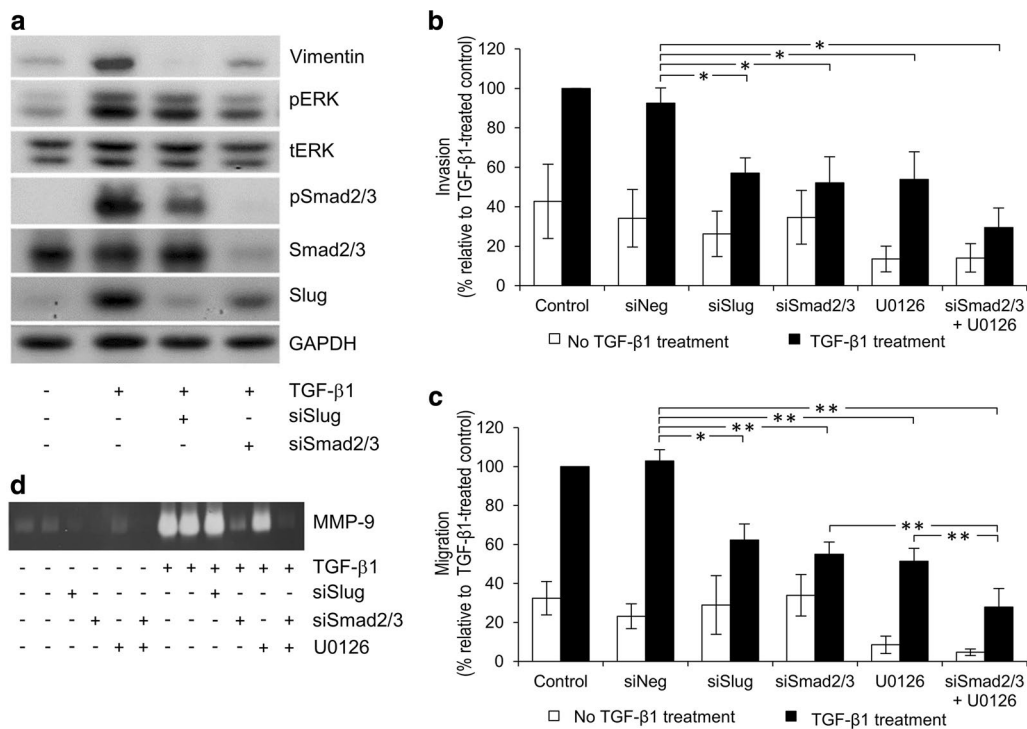 a
Vimentin
pERK
tERK
pSmad2/3
Smad2/3
Slug
GAPDH
- + + + TGF-β1
+ siSlug
+ siSmad2/3
b
Invasion
(% relative to TGF-β1-treated control)
120
100
80
60
40
20
0
* 
*
*
*
Control siNeg siSlug siSmad2/3 U0126 siSmad2/3
+ U0126
No TGF-β1 treatment TGF-β1 treatment
c
Migration
(% relative to TGF-β1-treated control)
120
100
80
60
40
20
0
**
**
**
*
**
**
Control siNeg siSlug siSmad2/3 U0126 siSmad2/3
+ U0126
No TGF-β1 treatment TGF-β1 treatment
d
MMP-9
- - - - - - + + + + + + TGF-β1
- - + - - - - - + - - - siSlug
- - - + - + - - - + - + siSmad2/3
- - - - + + - - - - + + U0126